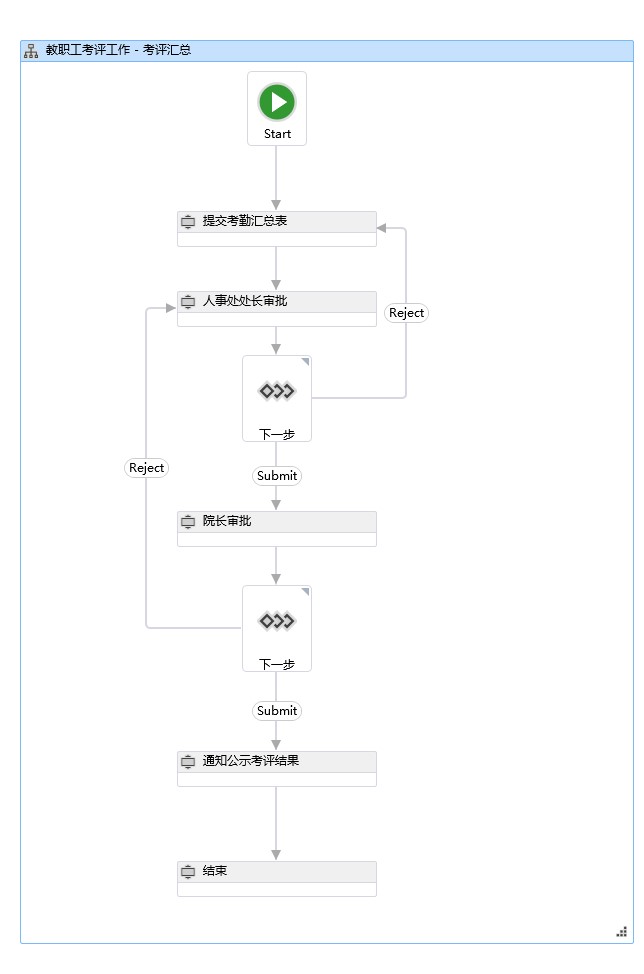 教职工考评工作 - 考评汇总
Start
提交考勤汇总表
人事处处长审批
Reject
下一步
Reject
Submit
院长审批
下一步
Submit
通知公示考评结果
结束